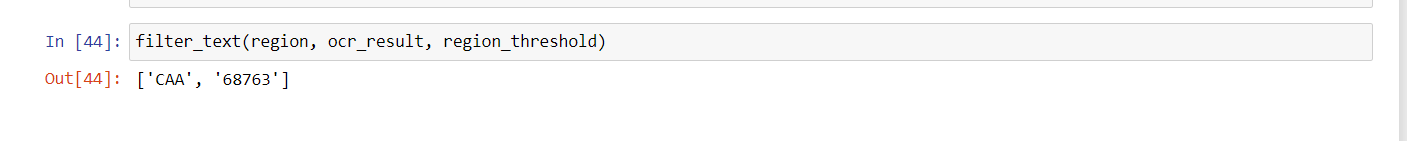 In [44]: filter_text(region, ocr_result, region_threshold)
Out[44]: ['CAA', '68763']